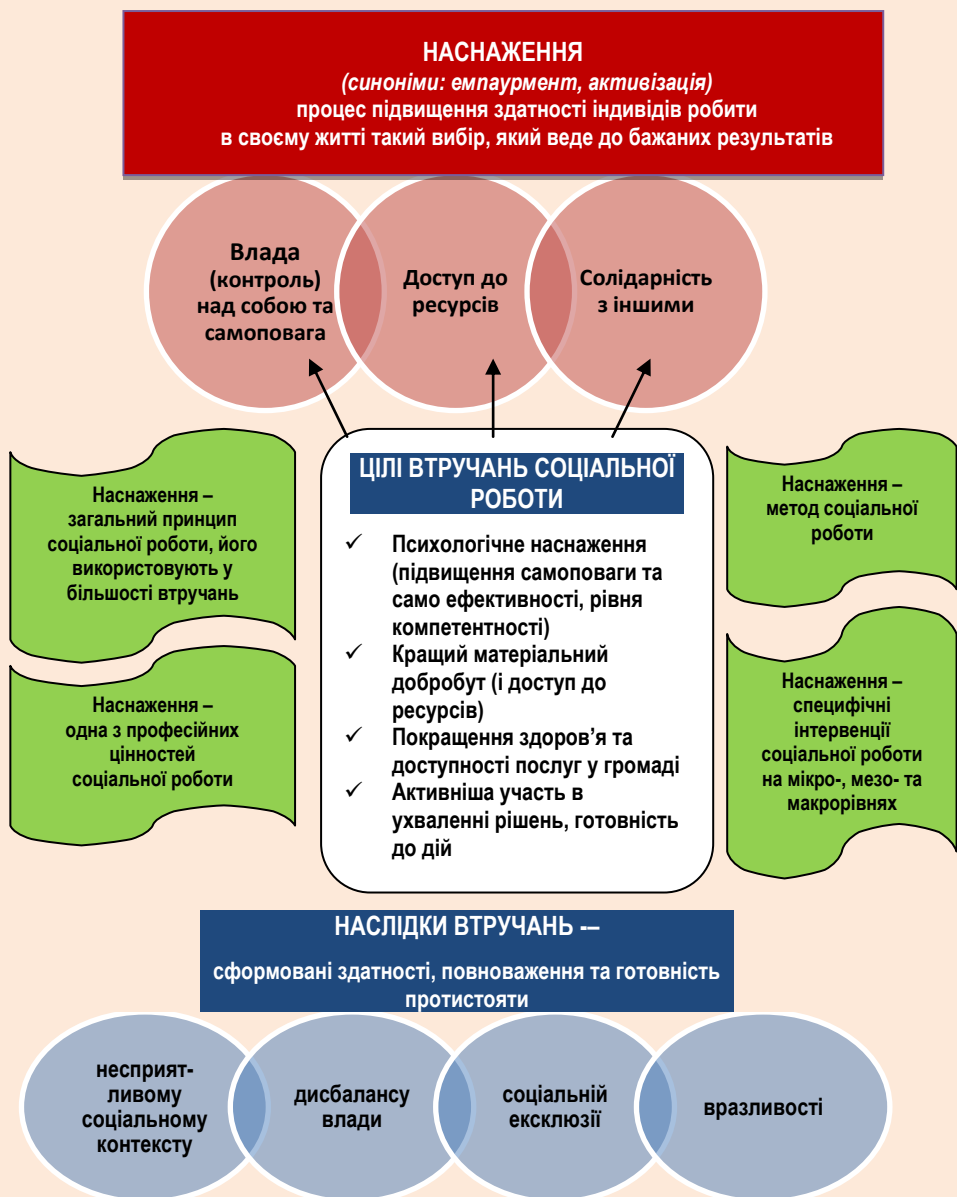 НАСНАЖЕННЯ
(синоніми: емпаурмент, активізація)
процес підвищення здатності індивідів робити
в своєму житті такий вибір, який веде до бажаних результатів
Влада
(контроль)
над собою та
самоповага
Доступ до
ресурсів
Солідарність
з іншими
Наснаження –
загальний принцип
соціальної роботи, його
використовують у
більшості втручань
Наснаження –
одна з професійних
цінностей
соціальної роботи
ЦІЛІ ВТРУЧАНЬ СОЦІАЛЬНОЇ
РОБОТИ
✓ Психологічне наснаження
(підвищення самоповаги та
само ефективності, рівня
компетентності)
✓ Кращий матеріальний
добробут (і доступ до
ресурсів)
✓ Покращення здоров’я та
доступності послуг у громаді
✓ Активніша участь в
ухваленні рішень, готовність
до дій
Наснаження –
метод соціальної
роботи
Наснаження –
специфічні
інтервенції
соціальної роботи
на мікро-, мезо- та
макрорівнях
НАСЛІДКИ ВТРУЧАНЬ -–
сформовані здатності, повноваження та готовність
протистояти
несприят-
ливому
соціальному
контексту
дисбалансу
влади
соціальній
ексклюзії
вразливості